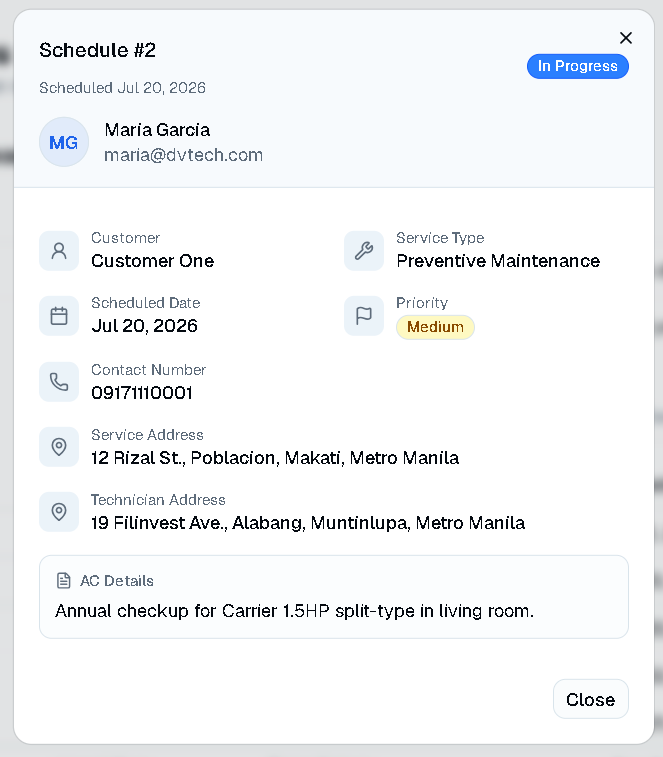 Schedule #2
In Progress
Scheduled Jul 20, 2026
MG
Maria Garcia
maria@dvtech.com
Customer
Customer One
Service Type
Preventive Maintenance
Scheduled Date
Jul 20, 2026
Priority
Medium
Contact Number
09171110001
Service Address
12 Rizal St., Poblacion, Makati, Metro Manila
Technician Address
19 Filinvest Ave., Alabang, Muntinlupa, Metro Manila
AC Details
Annual checkup for Carrier 1.5HP split-type in living room.
Close